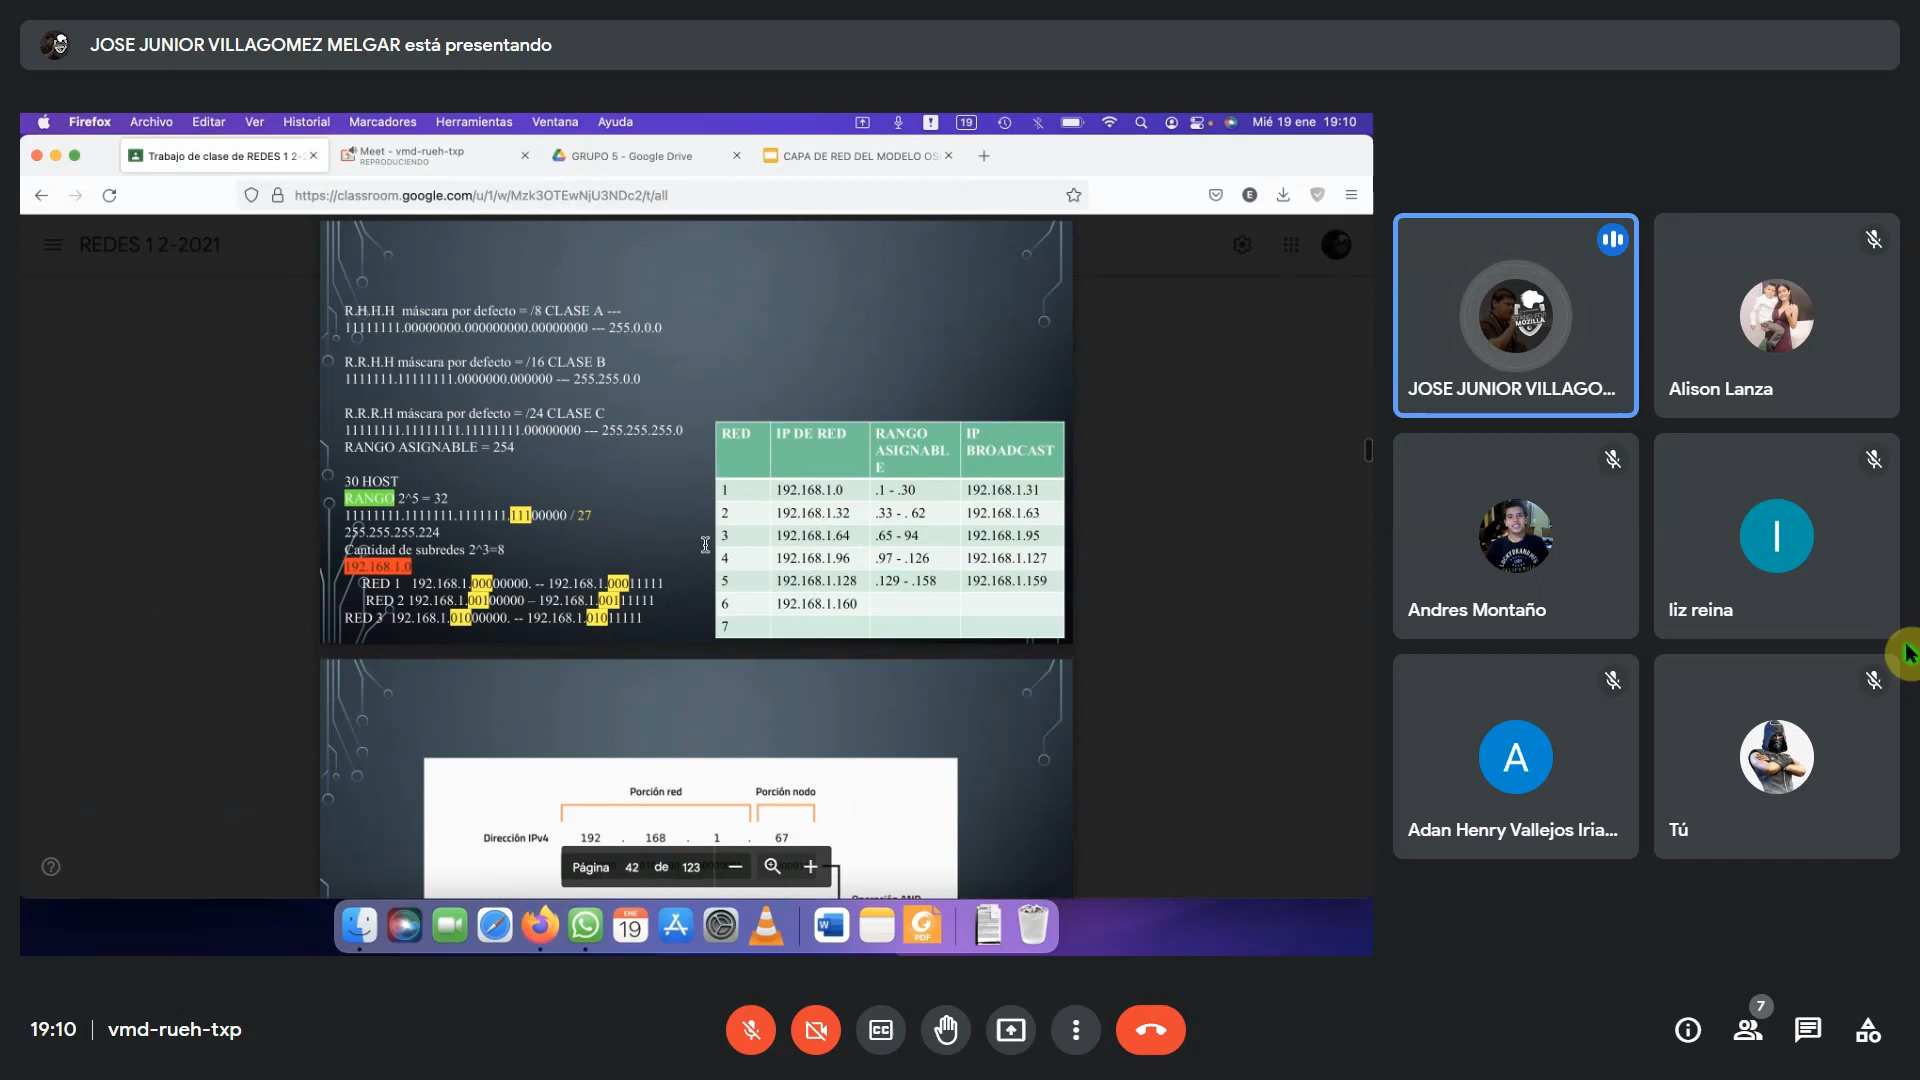 JOSE JUNIOR VILLAGOMEZ MELGAR está presentando
Firefox Archivo Editar Ver Historial Marcadores Herramientas Ventana Ayuda
19 Mié 19 ene 19:10
Trabajo de clase de REDES 1 2-2
Meet - vmd-rueh-txp
REPRODUCIENDO
GRUPO 5 - Google Drive
CAPA DE RED DEL MODELO OS
https://classroom.google.com/u/1/w/Mzk3OTEwNjU3NDc2/t/all
E
REDES 1 2-2021
R.H.H.H máscara por defecto = /8 CLASE A ---
11111111.00000000.000000000.00000000 --- 255.0.0.0
R.R.H.H máscara por defecto = /16 CLASE B
1111111.11111111.0000000.000000 --- 255.255.0.0
R.R.R.H máscara por defecto = /24 CLASE C
11111111.11111111.11111111.00000000 --- 255.255.255.0
RANGO ASIGNABLE = 254
30 HOST
RANGO 2^5 = 32
11111111.1111111.1111111.11100000 / 27
255.255.255.224
Cantidad de subredes 2^3=8
192.168.1.0
RED 1 192.168.1.00000000. -- 192.168.1.00011111
RED 2 192.168.1.00100000 – 192.168.1.00111111
RED 3 192.168.1.01000000. -- 192.168.1.01011111
RED IP DE RED RANGO ASIGNABLE IP BROADCAST
1 192.168.1.0 .1 - .30 192.168.1.31
2 192.168.1.32 .33 - . 62 192.168.1.63
3 192.168.1.64 .65 - 94 192.168.1.95
4 192.168.1.96 .97 - .126 192.168.1.127
5 192.168.1.128 .129 - .158 192.168.1.159
6 192.168.1.160
7
Porción red Porción nodo
Dirección IPv4 192 . 168 . 1 . 67
Página 42 de 123
ENE
19
W
PDF
JOSE JUNIOR VILLAGO...
Alison Lanza
Andres Montaño
I
liz reina
A
Adan Henry Vallejos Iria...
Tú
19:10 | vmd-rueh-txp
CC
7